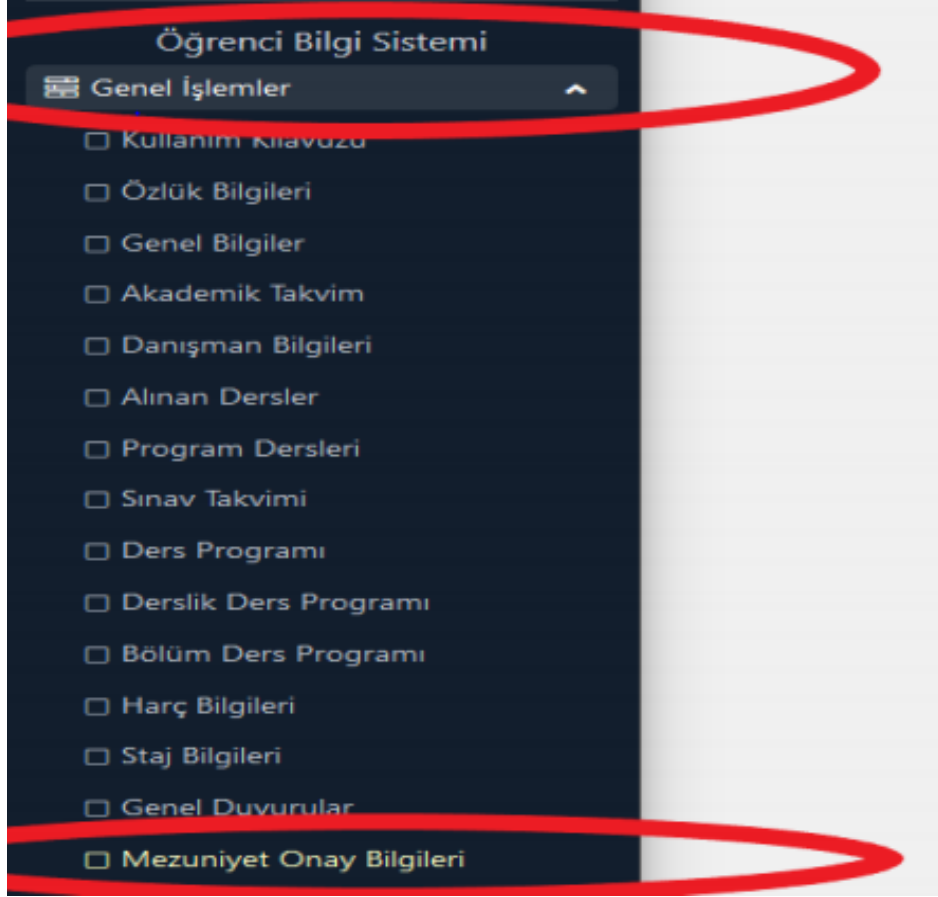 Öğrenci Bilgi Sistemi
Genel İşlemler
Kullanım Kılavuzu
Özlük Bilgileri
Genel Bilgiler
Akademik Takvim
Danışman Bilgileri
Alınan Dersler
Program Dersleri
Sınav Takvimi
Ders Programı
Derslik Ders Programı
Bölüm Ders Programı
Harç Bilgileri
Staj Bilgileri
Genel Duyurular
Mezuniyet Onay Bilgileri